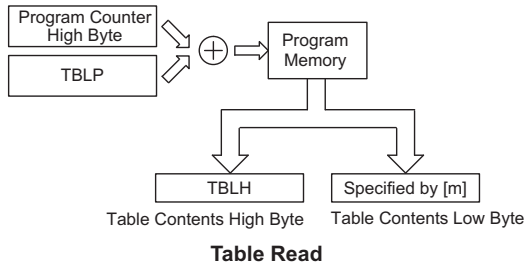 Program Counter
High Byte
TBLP
Program
Memory
TBLH
Specified by [m]
Table Contents High Byte
Table Contents Low Byte
Table Read